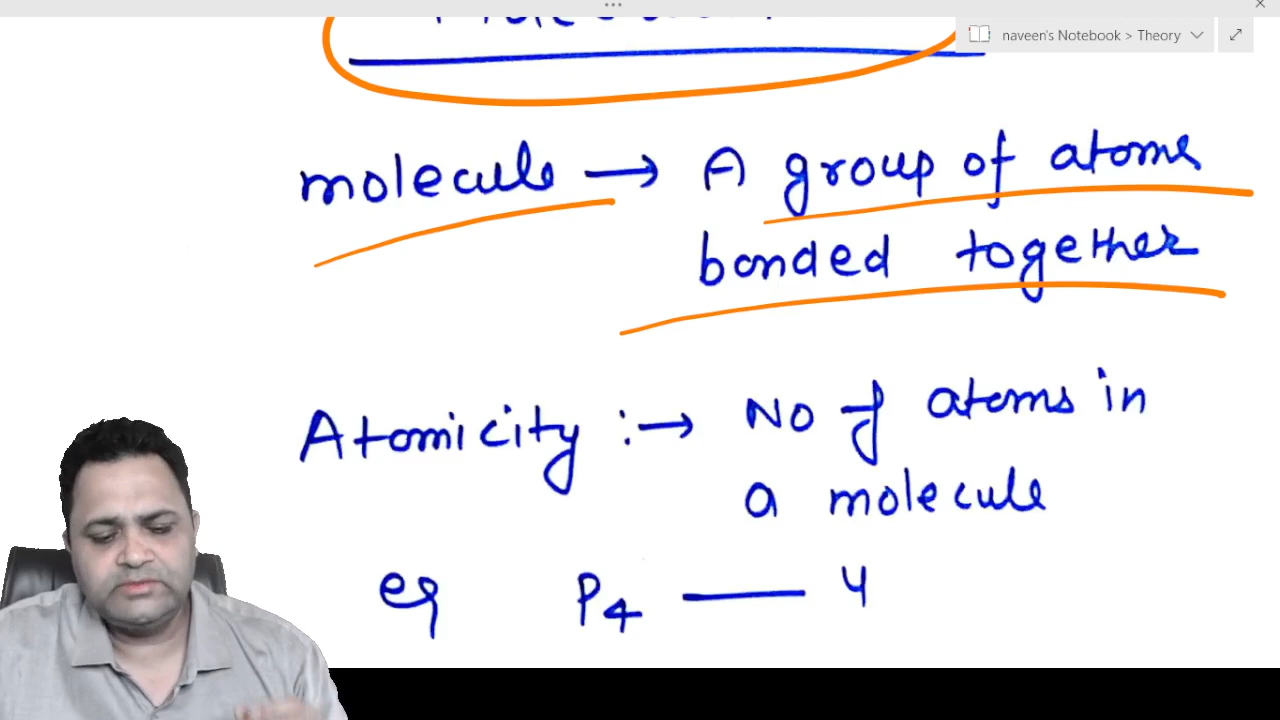 naveen's Notebook > Theory
molecule → A group of atoms
bonded together
Atomicity :→ No of atoms in
a molecule
eg P4 — 4